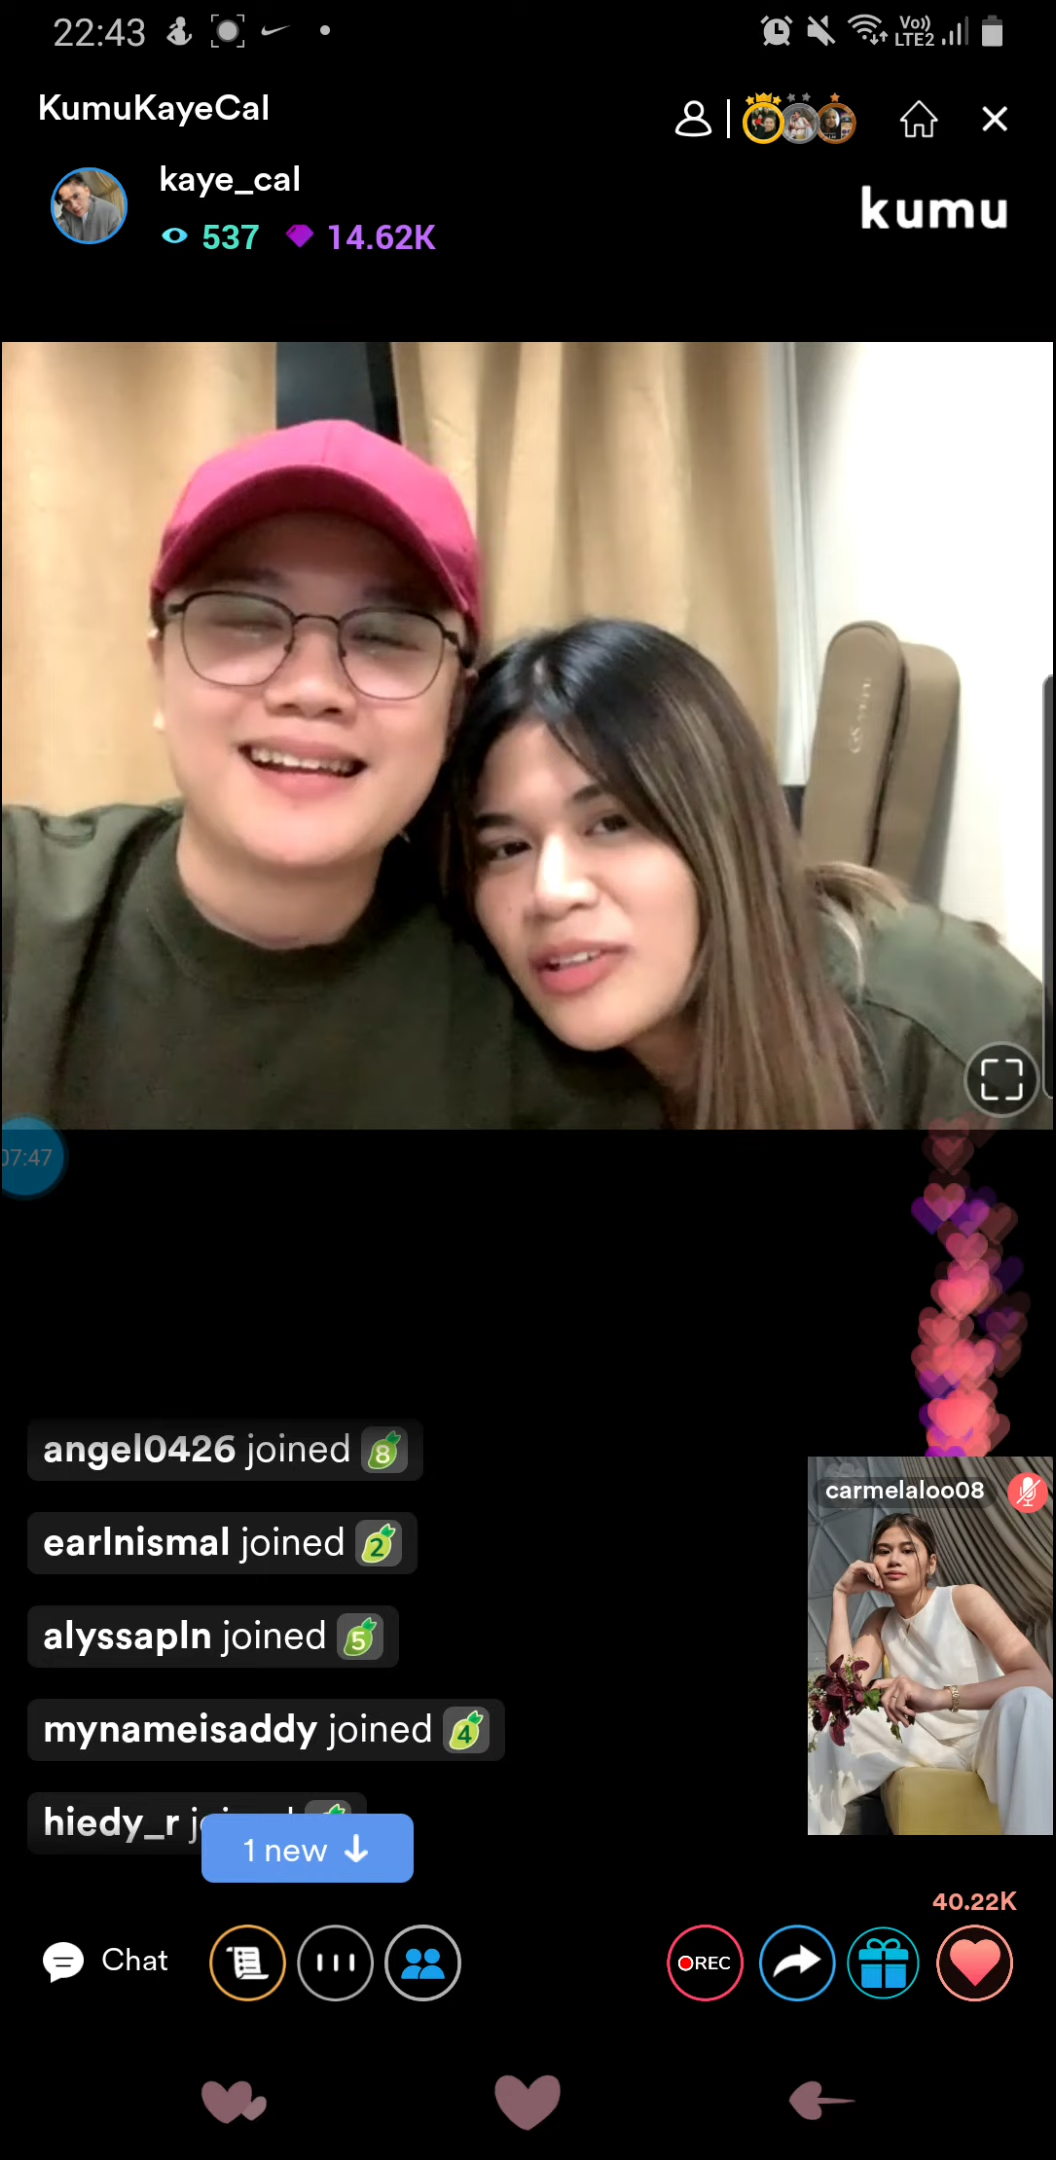 22:43
Vo))
LTE2
KumuKayeCal
kaye_cal
537
14.62K
kumu
07:47
angel0426 joined 8
earlnismal joined 2
alyssapln joined 5
mynameisaddy joined 4
hiedy_r joined
1 new
carmelaloo08
40.22K
Chat
REC